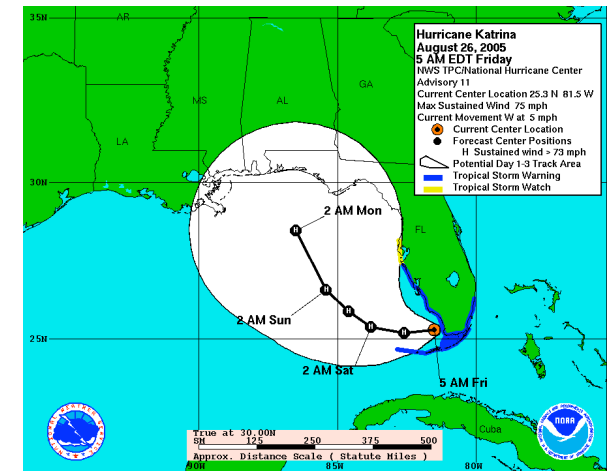 35N
AR
Hurricane Katrina
August 26, 2005
5 AM EDT Friday
NWS TPC/National Hurricane Center
Advisory 11
Current Center Location 25.3 N 81.5 W
Max Sustained Wind 75 mph
Current Movement W at 5 mph
Current Center Location
Forecast Center Positions
H Sustained wind > 73 mph
Potential Day 1-3 Track Area
Tropical Storm Warning
Tropical Storm Watch
GA
MS
AL
LA
30N
2 AM Mon
H
FL
H
2 AM Sun
H
H
H
25N
2 AM Sat
5 AM Fri
Cuba
NOAA
True at 30.00N
SM 125 250 375 500
Approx. Distance Scale ( Statute Miles )
90W 85W 80W